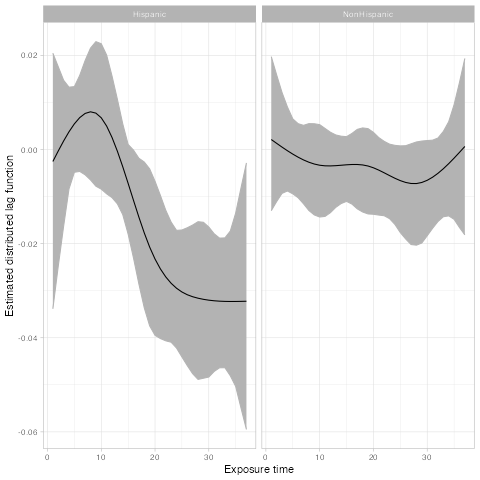 Hispanic NonHispanic
Estimated distributed lag function
0.02
0.00
-0.02
-0.04
-0.06
0 10 20 30 0 10 20 30
Exposure time